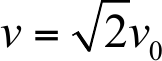 v = √2v₀